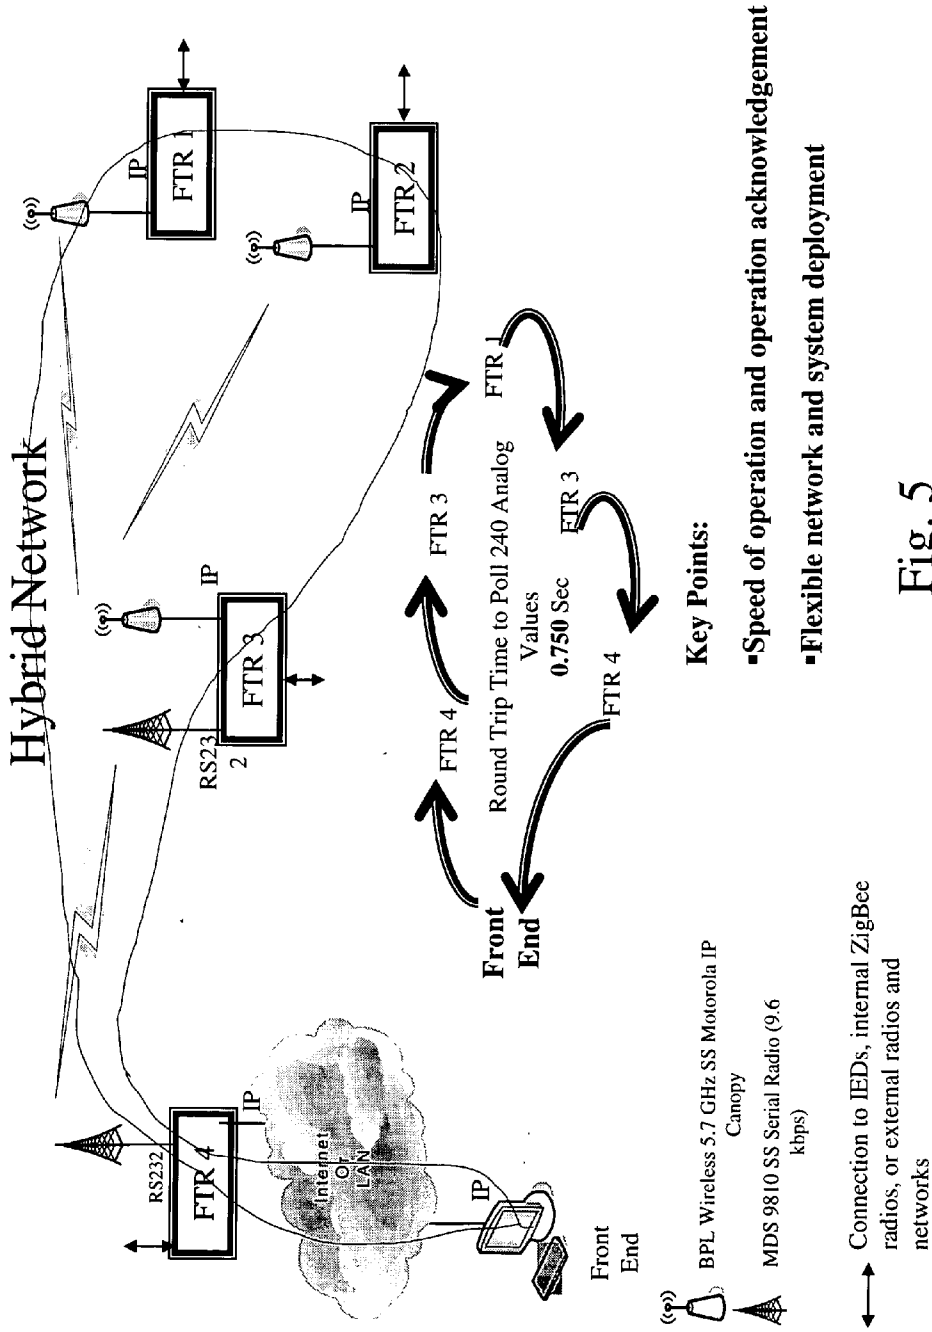 Hybrid Network
RS232
FTR 4
IP
Internet
or
LAN
IP
Front
End
RS23
2
IP
FTR 3
IP
FTR 1
IP
FTR 2
Front
End
FTR 4
FTR 3
FTR 1
FTR 3
FTR 4
Round Trip Time to Poll 240 Analog
Values
0.750 Sec
BPL Wireless 5.7 GHz SS Motorola IP
Canopy
MDS 9810 SS Serial Radio (9.6
kbps)
Connection to IEDs, internal ZigBee
radios, or external radios and
networks
Key Points:
▪Speed of operation and operation acknowledgement
▪Flexible network and system deployment
Fig. 5